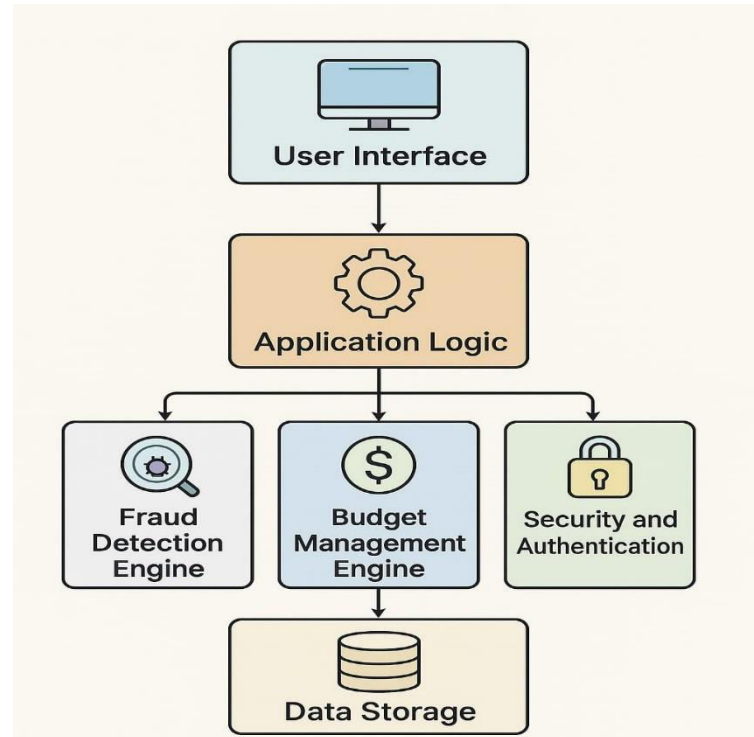 User Interface
Application Logic
Fraud
Detection
Engine
$
Budget
Management
Engine
Security and
Authentication
Data Storage